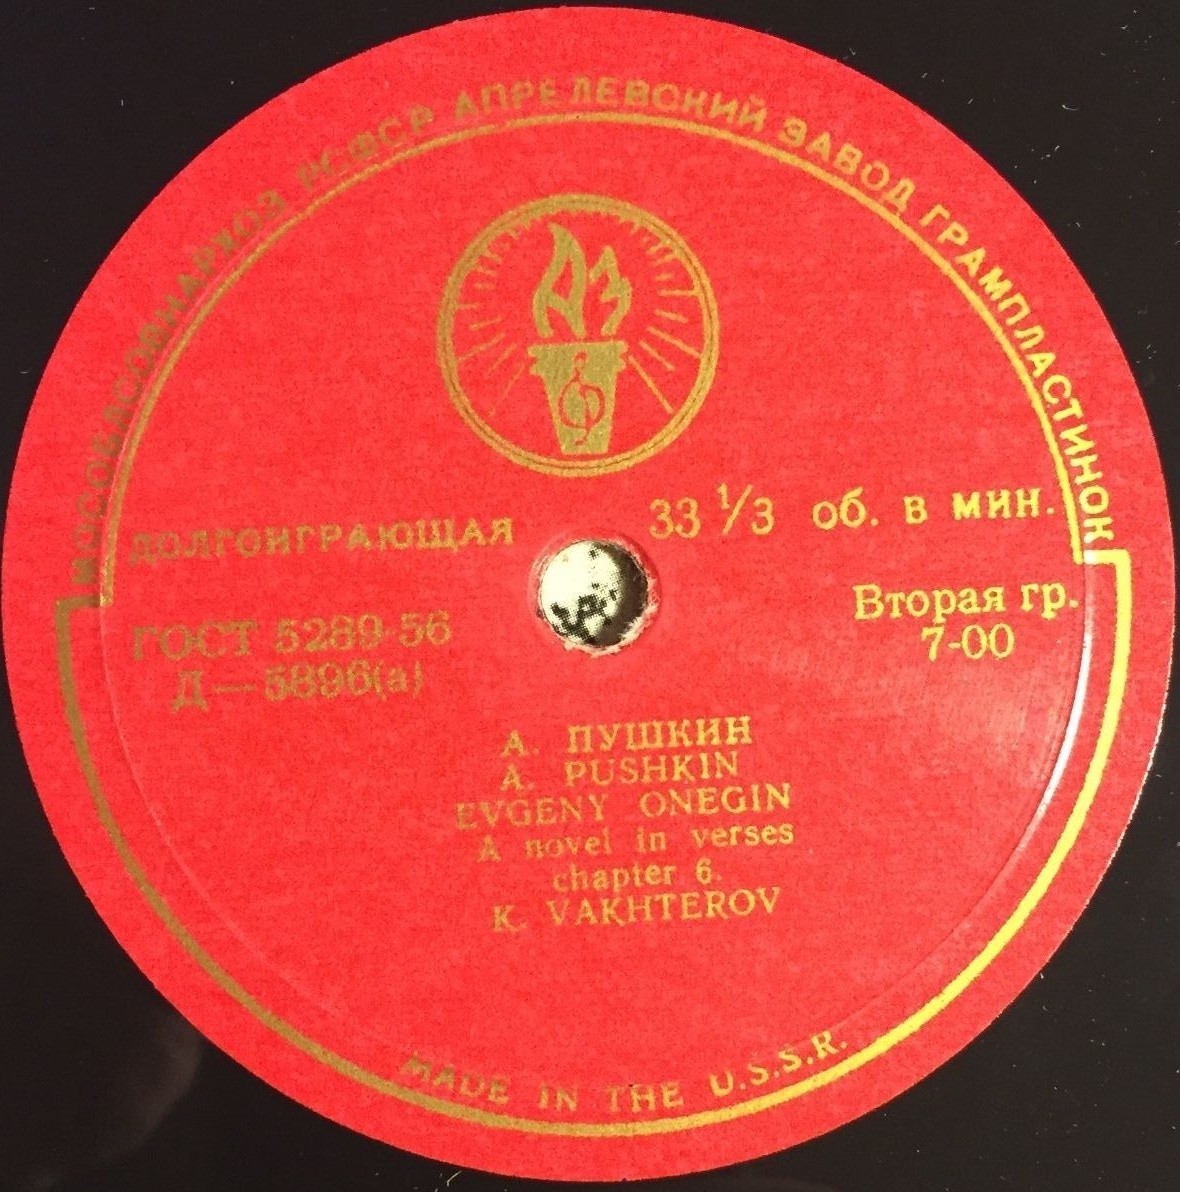 МОСОБЛСОВНАРХОЗ РСФСР АПРЕЛЕВСКИЙ ЗАВОД ГРАМПЛАСТИНОК
АЗ
ДОЛГОИГРАЮЩАЯ
33 1/3 об. в мин.
ГОСТ 5289-56
Д—5896(а)
Вторая гр.
7-00
А. ПУШКИН
A. PUSHKIN
EVGENY ONEGIN
A novel in verses
chapter 6.
K. VAKHTEROV
MADE IN THE U.S.S.R.